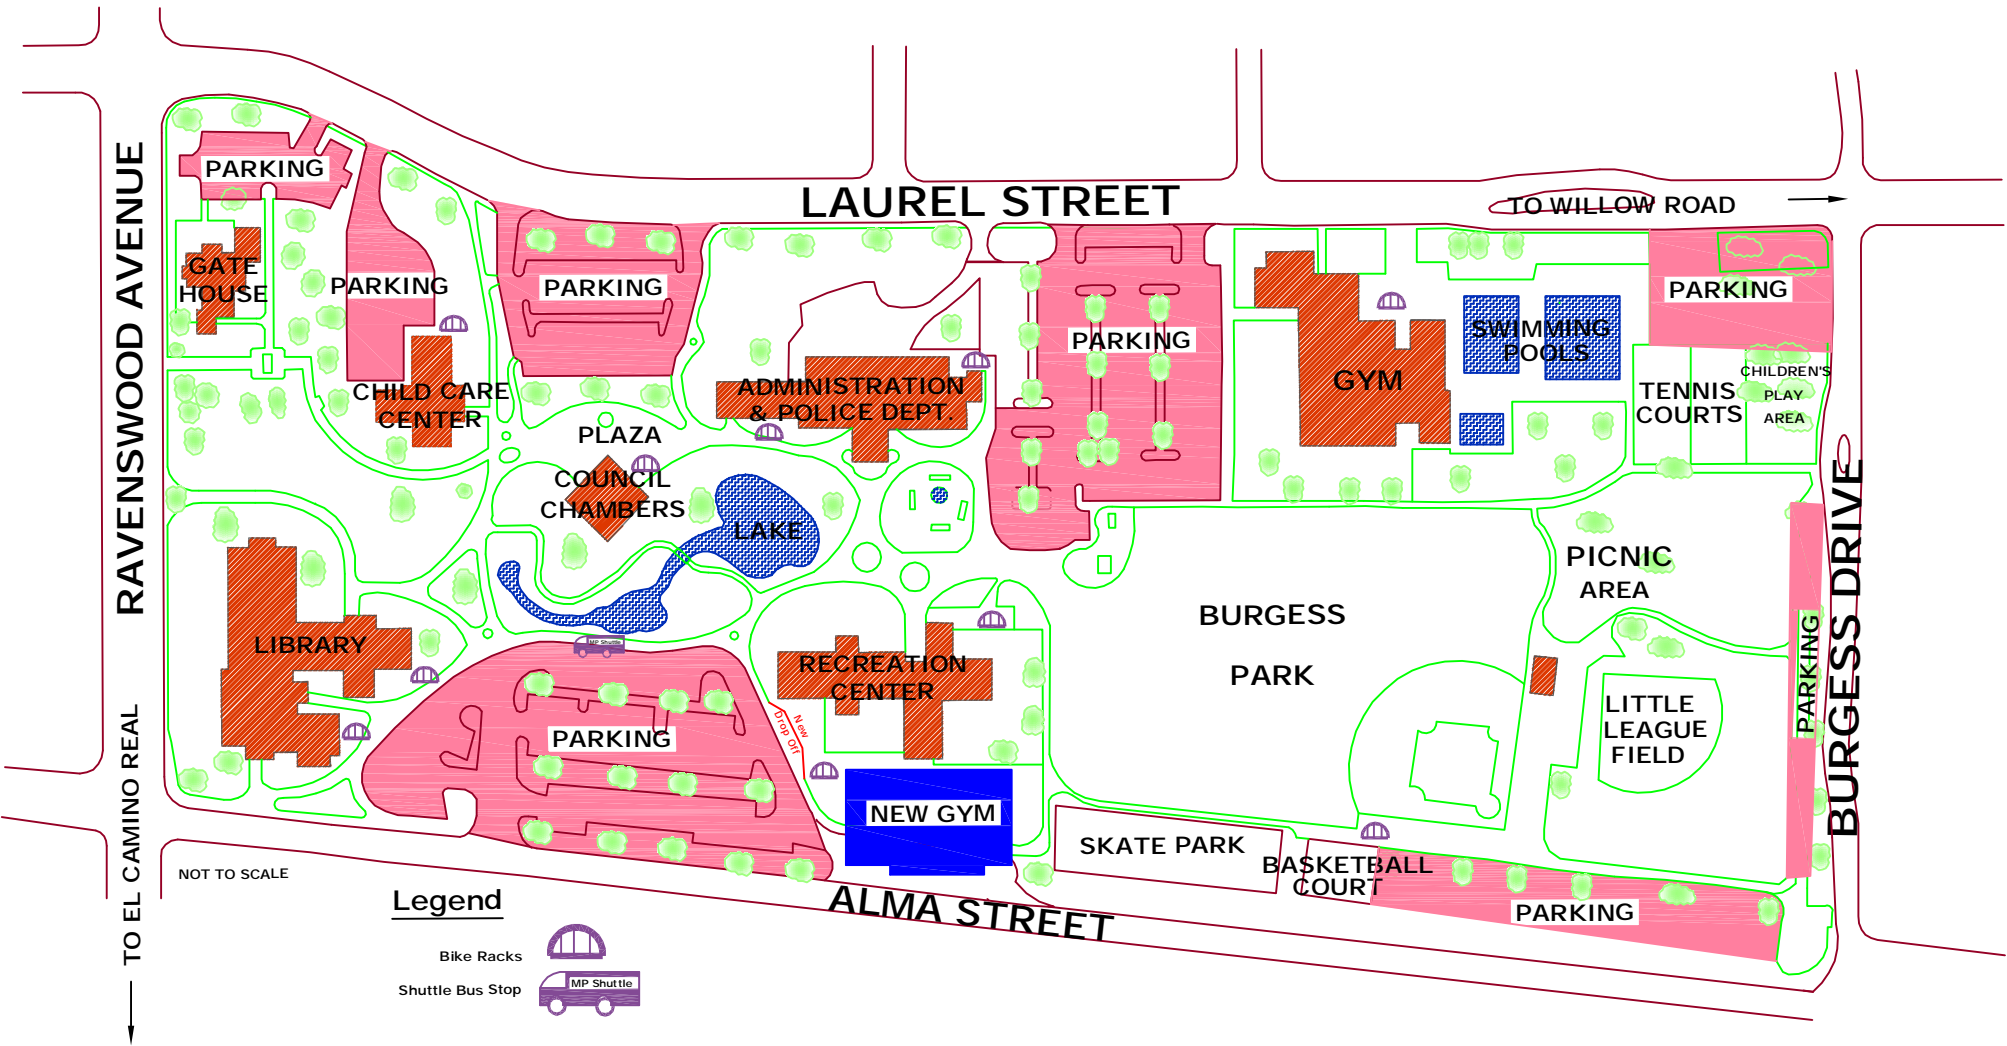 LAUREL STREET
TO WILLOW ROAD
RAVENSWOOD AVENUE
TO EL CAMINO REAL
PARKING
GATE
HOUSE
PARKING
PARKING
CHILD CARE
CENTER
PLAZA
COUNCIL
CHAMBERS
LAKE
ADMINISTRATION
& POLICE DEPT.
PARKING
GYM
SWIMMING
POOLS
PARKING
TENNIS
COURTS
CHILDREN'S
PLAY
AREA
LIBRARY
MP Shuttle
PARKING
RECREATION
CENTER
New
Drop Off
NEW GYM
BURGESS
PARK
PICNIC
AREA
LITTLE
LEAGUE
FIELD
PARKING
BURGESS DRIVE
SKATE PARK
BASKETBALL
COURT
PARKING
ALMA STREET
NOT TO SCALE
Legend
Bike Racks
Shuttle Bus Stop
MP Shuttle